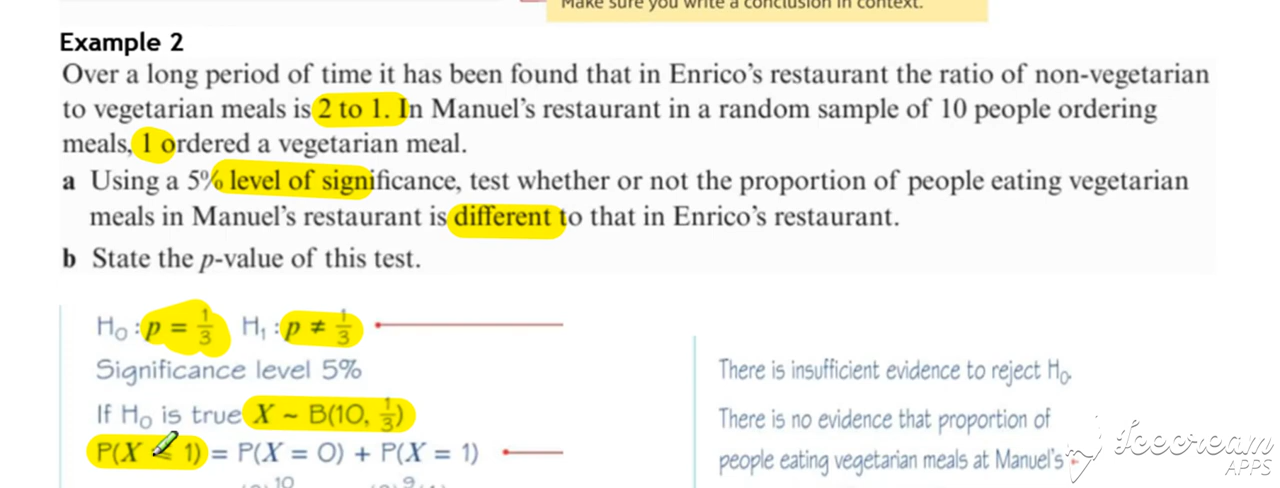 Make sure you write a conclusion in context.
Example 2
Over a long period of time it has been found that in Enrico’s restaurant the ratio of non-vegetarian
to vegetarian meals is 2 to 1. In Manuel’s restaurant in a random sample of 10 people ordering
meals, 1 ordered a vegetarian meal.
a Using a 5% level of significance, test whether or not the proportion of people eating vegetarian
meals in Manuel’s restaurant is different to that in Enrico’s restaurant.
b State the p-value of this test.
H₀ : p = 1/3 H₁ : p ≠ 1/3
Significance level 5%
If H₀ is true X ~ B(10, 1/3)
P(X ⩽ 1) = P(X = 0) + P(X = 1)
There is insufficient evidence to reject H₀.
There is no evidence that proportion of
people eating vegetarian meals at Manuel’s
Icecream
APPS